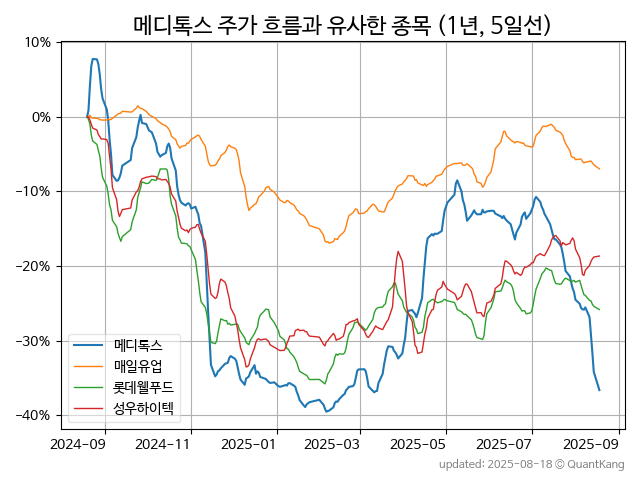 메디톡스 주가 흐름과 유사한 종목 (1년, 5일선)
10%
0%
−10%
−20%
−30%
−40%
메디톡스
매일유업
롯데웰푸드
성우하이텍
2024−09
2024−11
2025−01
2025−03
2025−05
2025−07
2025−09
updated: 2025-08-18 © QuantKang